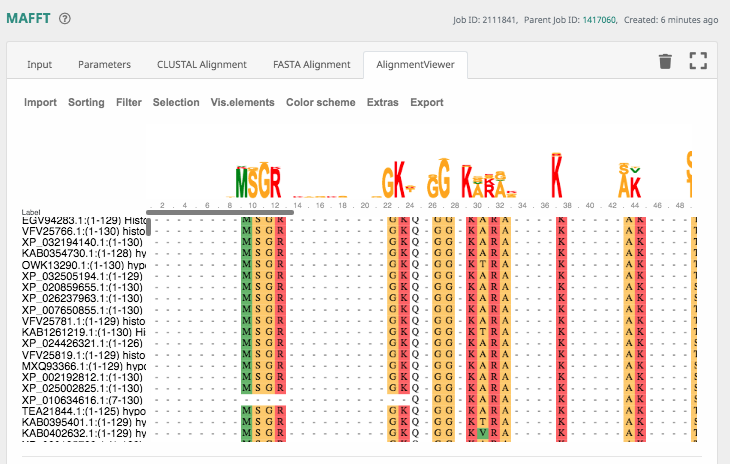 MAFFT
Job ID: 2111841, Parent Job ID: 1417060, Created: 6 minutes ago
Input Parameters CLUSTAL Alignment FASTA Alignment AlignmentViewer
Import Sorting Filter Selection Vis.elements Color scheme Extras Export
MSGR GK GG KARA K AK
2 . 4 . 6 . 8 . 10 . 12 . 14 . 16 . 18 . 20 . 22 . 24 . 26 . 28 . 30 . 32 . 34 . 36 . 38 . 40 . 42 . 44 . 46 . 48 .
Label
EGV94283.1:(1-129) Histo - - - - - - - - M S G R - - - - - - - - - G K Q - G G - K A R A - - - - K - - - - - A K - - - -
VFV25766.1:(1-130) histo - - - - - - - - M S G R - - - - - - - - - G K Q - G G - K A R A - - - - K - - - - - A K - - - -
XP_032194140.1:(1-130) - - - - - - - - M S G R - - - - - - - - - G K Q - G G - K A R A - - - - K - - - - - A K - - - -
KAB0354730.1:(1-128) hy - - - - - - - - M S G R - - - - - - - - - G K Q - G G - K A R A - - - - K - - - - - A K - - - -
OWK13290.1:(1-130) hypo - - - - - - - - M S G R - - - - - - - - - G K Q - G G - K T R A - - - - K - - - - - A K - - - -
XP_032505194.1:(1-129) - - - - - - - - M S G R - - - - - - - - - G K Q - G G - K A R A - - - - K - - - - - A K - - - -
XP_020859655.1:(1-130) - - - - - - - - M S G R - - - - - - - - - G K Q - G G - K A R A - - - - K - - - - - A K - - - -
XP_026237963.1:(1-130) - - - - - - - - M S G R - - - - - - - - - G K Q - G G - K A R A - - - - K - - - - - A K - - - -
XP_007650855.1:(1-130) - - - - - - - - M S G R - - - - - - - - - G K Q - G G - K A R A - - - - K - - - - - A K - - - -
VFV25781.1:(1-129) histo - - - - - - - - M S G R - - - - - - - - - G K Q - G G - K A R A - - - - K - - - - - A K - - - -
KAB1261219.1:(1-130) Hi - - - - - - - - M S G R - - - - - - - - - G K Q - G G - K T R A - - - - K - - - - - A K - - - -
XP_024426321.1:(1-126) - - - - - - - - M S G R - - - - - - - - - G K Q - G G - K A R A - - - - K - - - - - A K - - - -
VFV25819.1:(1-129) histo - - - - - - - - M S G R - - - - - - - - - G K Q - G G - K A R A - - - - K - - - - - A K - - - -
MXQ93366.1:(1-129) hypo - - - - - - - - M S G R - - - - - - - - - G K Q - G G - K A R A - - - - K - - - - - A K - - - -
XP_002192812.1:(1-130) - - - - - - - - M S G R - - - - - - - - - G K Q - G G - K A R A - - - - K - - - - - A K - - - -
XP_025002825.1:(1-130) - - - - - - - - M S G R - - - - - - - - - G K Q - G G - K A R A - - - - K - - - - - A K - - - -
XP_010634616.1:(7-130) - - - - - - - - - - - - - - - - - - - - - - - Q - G G - K A R A - - - - K - - - - - A K - - - -
TEA21844.1:(1-125) hypo - - - - - - - - M S G R - - - - - - - - - G K Q - G G - K A R A - - - - K - - - - - A K - - - -
KAB0395401.1:(1-129) hy - - - - - - - - M S G R - - - - - - - - - G K Q - G G - K T R A - - - - K - - - - - A K - - - -
KAB0402632.1:(1-129) hy - - - - - - - - M S G R - - - - - - - - - G K Q - G G - K V R A - - - - K - - - - - A K - - - -